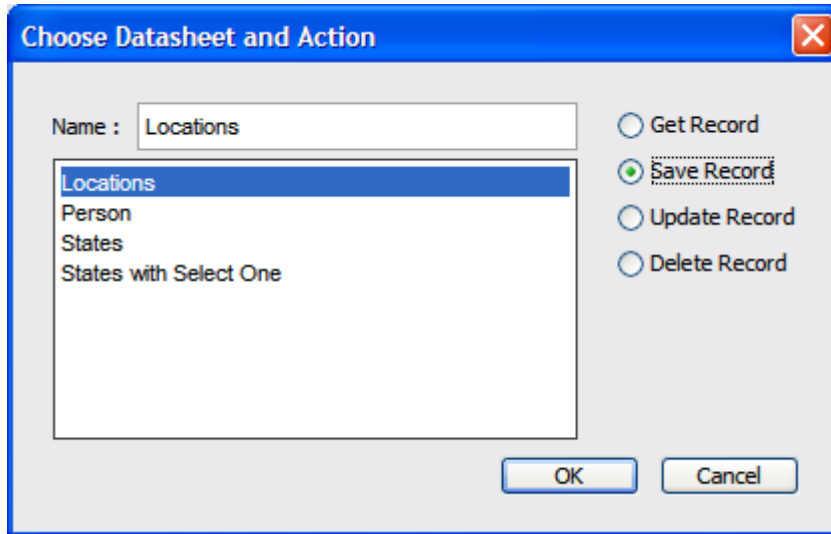 Choose Datasheet and Action
Name : Locations
Locations
Person
States
States with Select One
Get Record
Save Record
Update Record
Delete Record
OK Cancel